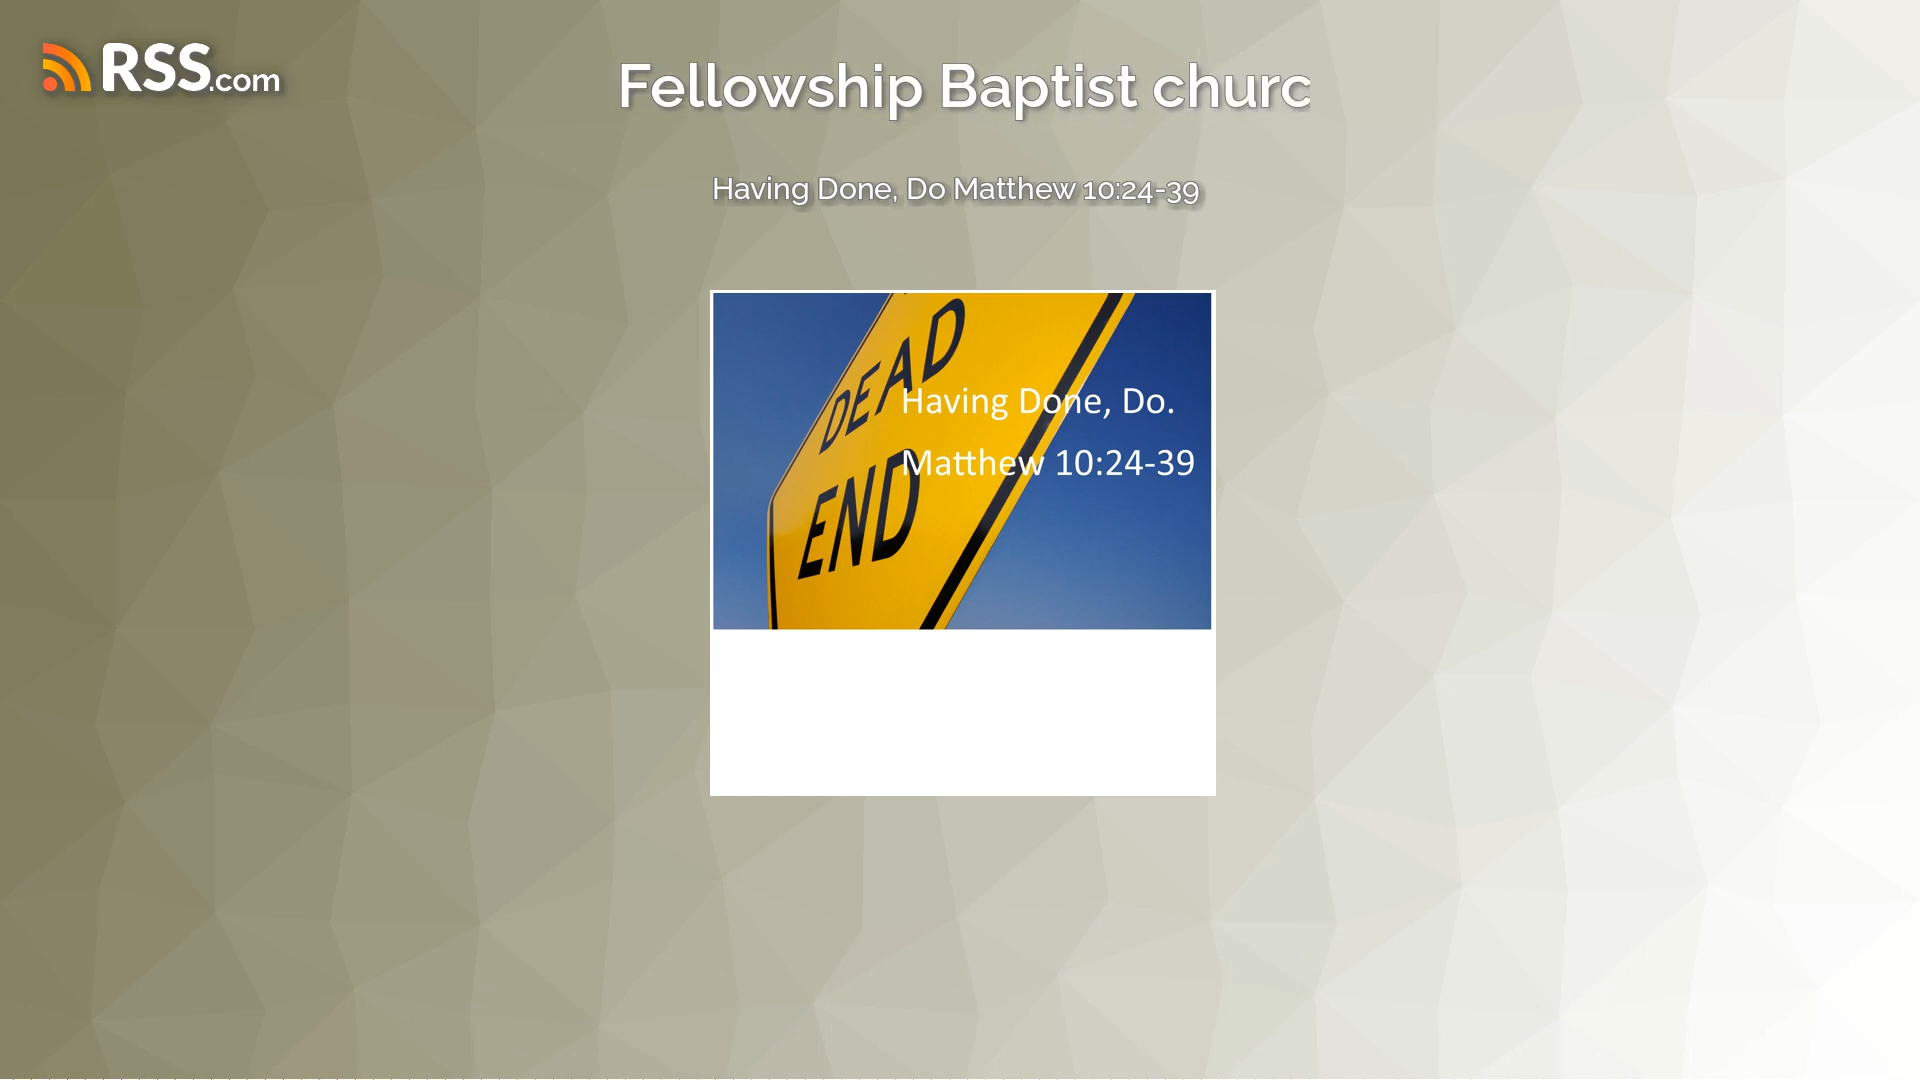 RSS.com
Fellowship Baptist churc
Having Done, Do Matthew 10:24-39
DEAD
Having Done, Do.
Matthew 10:24-39
END